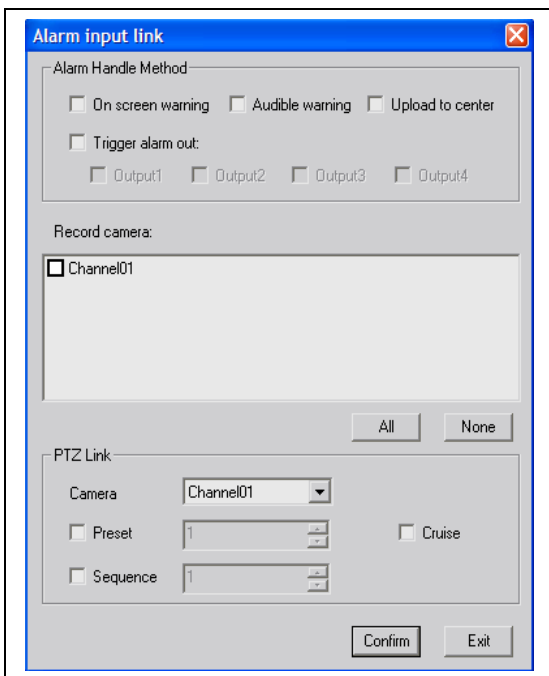 Alarm input link
Alarm Handle Method
On screen warning Audible warning Upload to center
Trigger alarm out:
Output1 Output2 Output3 Output4
Record camera:
Channel01
All None
PTZ Link
Camera Channel01
Preset 1 Cruise
Sequence 1
Confirm Exit